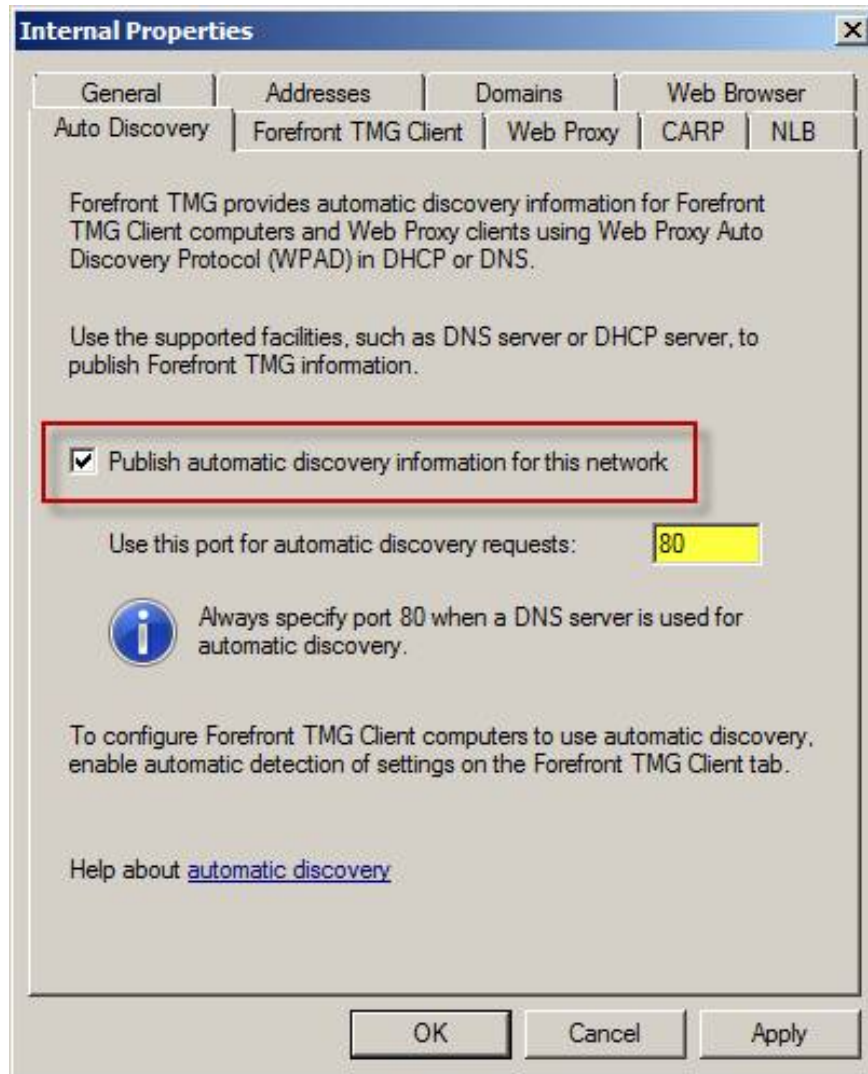 Internal Properties
General
Addresses
Domains
Web Browser
Auto Discovery
Forefront TMG Client
Web Proxy
CARP
NLB
Forefront TMG provides automatic discovery information for Forefront
TMG Client computers and Web Proxy clients using Web Proxy Auto
Discovery Protocol (WPAD) in DHCP or DNS.
Use the supported facilities, such as DNS server or DHCP server, to
publish Forefront TMG information.
Publish automatic discovery information for this network
Use this port for automatic discovery requests: 80
Always specify port 80 when a DNS server is used for
automatic discovery.
To configure Forefront TMG Client computers to use automatic discovery,
enable automatic detection of settings on the Forefront TMG Client tab.
Help about automatic discovery
OK
Cancel
Apply